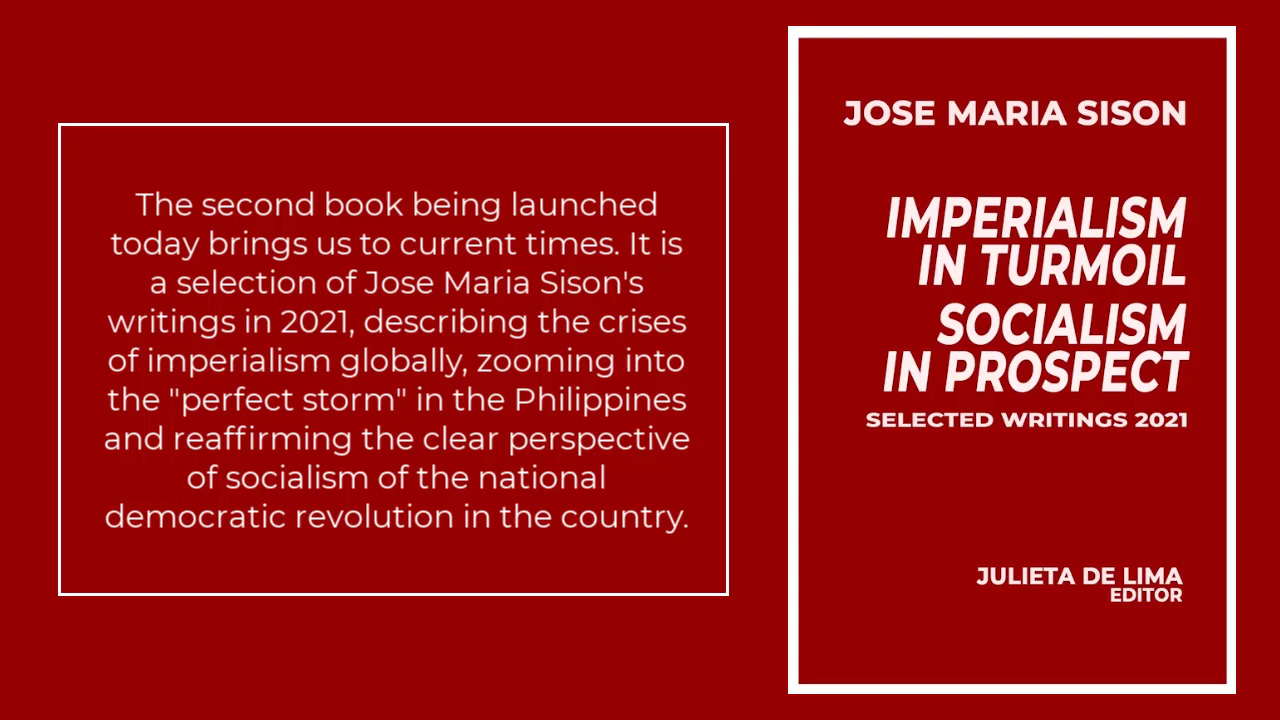 The second book being launched
today brings us to current times. It is
a selection of Jose Maria Sison's
writings in 2021, describing the crises
of imperialism globally, zooming into
the "perfect storm" in the Philippines
and reaffirming the clear perspective
of socialism of the national
democratic revolution in the country.
JOSE MARIA SISON
IMPERIALISM
IN TURMOIL
SOCIALISM
IN PROSPECT
SELECTED WRITINGS 2021
JULIETA DE LIMA
EDITOR